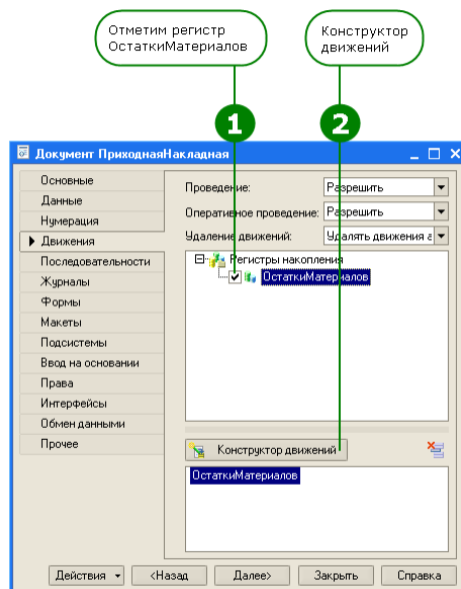 Отметим регистр
ОстаткиМатериалов
Конструктор
движений
1
2
Документ ПриходнаяНакладная
Основные
Данные
Нумерация
Движения
Последовательности
Журналы
Формы
Макеты
Подсистемы
Ввод на основании
Права
Интерфейсы
Обмен данными
Прочее
Проведение: Разрешить
Оперативное проведение: Разрешить
Удаление движений: Удалять движения а
Регистры накопления
ОстаткиМатериалов
Конструктор движений
ОстаткиМатериалов
Действия <Назад Далее> Закрыть Справка